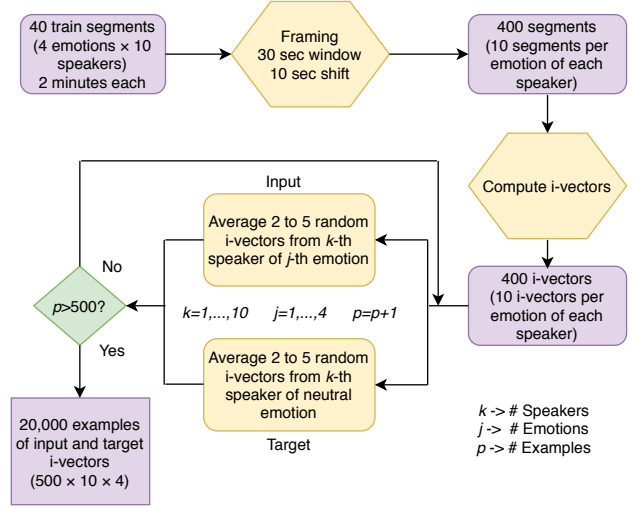 40 train segments
(4 emotions × 10
speakers)
2 minutes each
Framing
30 sec window
10 sec shift
400 segments
(10 segments per
emotion of each
speaker)
Compute i-vectors
400 i-vectors
(10 i-vectors per
emotion of each
speaker)
Input
Average 2 to 5 random
i-vectors from k-th
speaker of j-th emotion
k=1,...,10 j=1,...,4 p=p+1
Average 2 to 5 random
i-vectors from k-th
speaker of neutral
emotion
Target
No
p>500?
Yes
20,000 examples
of input and target
i-vectors
(500 × 10 × 4)
k -> # Speakers
j -> # Emotions
p -> # Examples